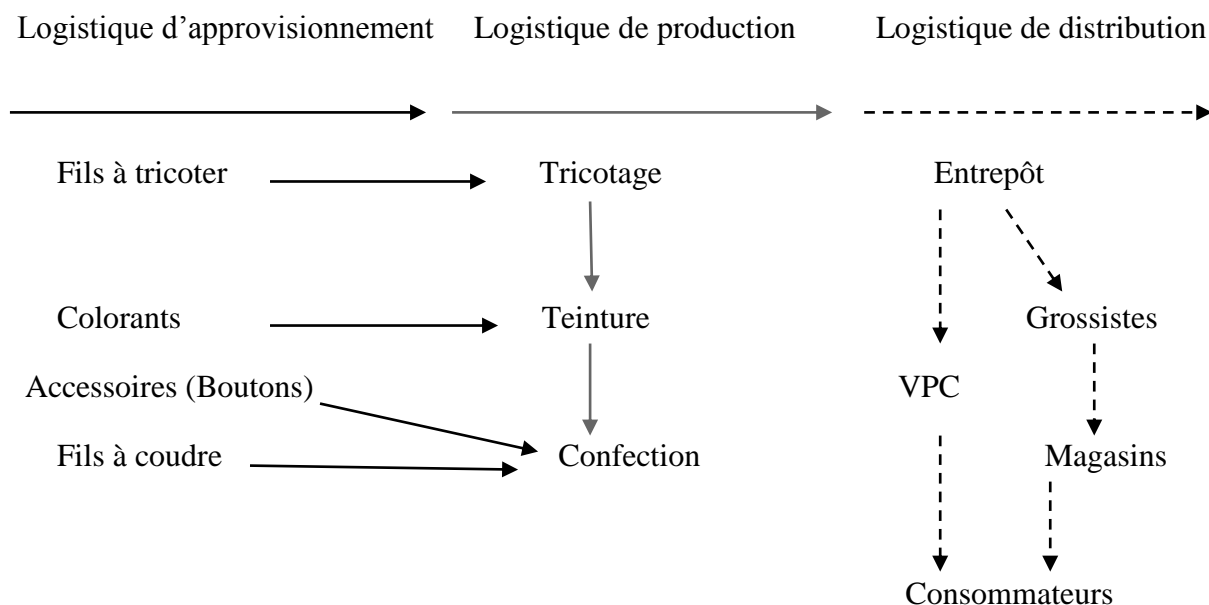 Logistique d’approvisionnement Logistique de production Logistique de distribution
Fils à tricoter Tricotage Entrepôt
Colorants Teinture Grossistes
Accessoires (Boutons) VPC
Fils à coudre Confection Magasins
Consommateurs